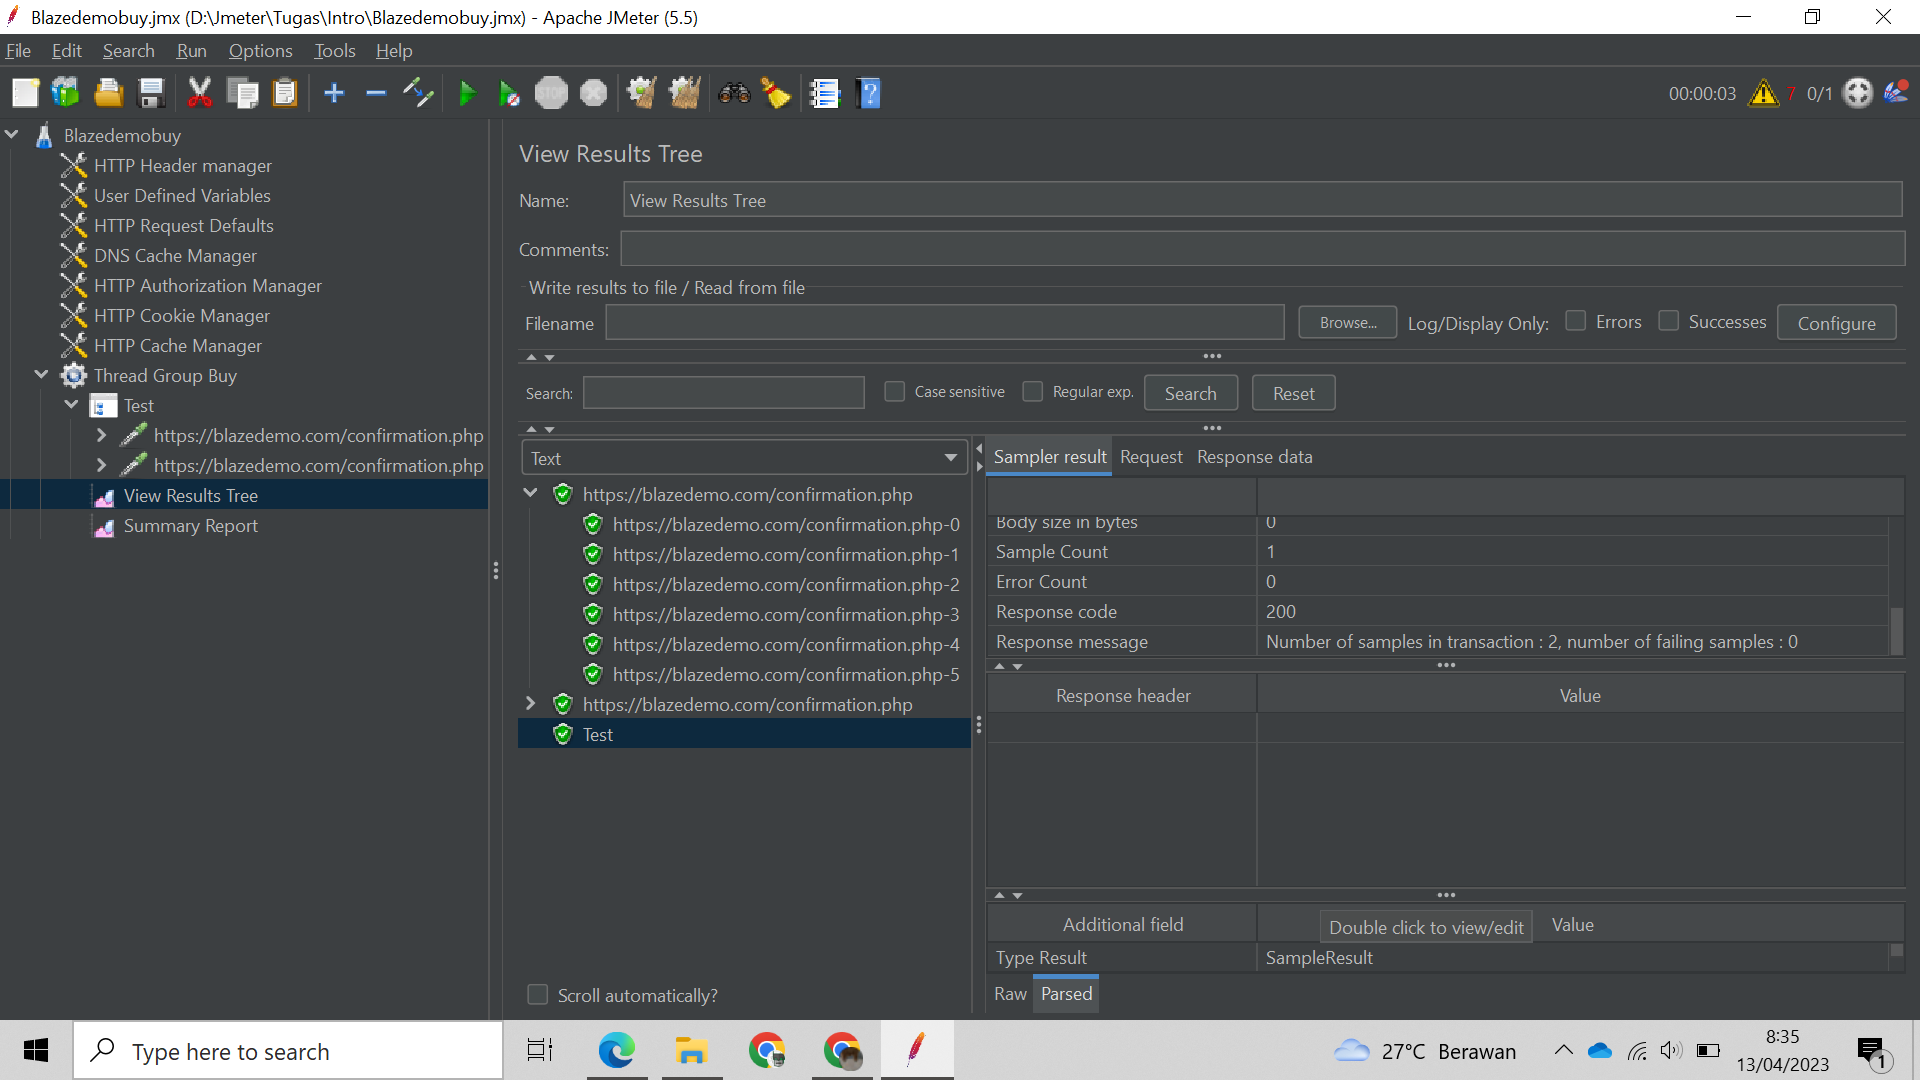 Blazedemobuy.jmx (D:\Jmeter\Tugas\Intro\Blazedemobuy.jmx) - Apache JMeter (5.5)
File Edit Search Run Options Tools Help
STOP
00:00:03 7 0/1
Blazedemobuy
HTTP Header manager
User Defined Variables
HTTP Request Defaults
DNS Cache Manager
HTTP Authorization Manager
HTTP Cookie Manager
HTTP Cache Manager
Thread Group Buy
Test
https://blazedemo.com/confirmation.php
https://blazedemo.com/confirmation.php
View Results Tree
Summary Report
View Results Tree
Name: View Results Tree
Comments:
Write results to file / Read from file
Filename Browse... Log/Display Only: Errors Successes Configure
Search: Case sensitive Regular exp. Search Reset
Text
https://blazedemo.com/confirmation.php
https://blazedemo.com/confirmation.php-0
https://blazedemo.com/confirmation.php-1
https://blazedemo.com/confirmation.php-2
https://blazedemo.com/confirmation.php-3
https://blazedemo.com/confirmation.php-4
https://blazedemo.com/confirmation.php-5
https://blazedemo.com/confirmation.php
Test
Scroll automatically?
Sampler result Request Response data
Body size in bytes 0
Sample Count 1
Error Count 0
Response code 200
Response message Number of samples in transaction : 2, number of failing samples : 0
Response header Value
Additional field Double click to view/edit Value
Type Result SampleResult
Raw Parsed
Type here to search
27°C Berawan
8:35
13/04/2023
1